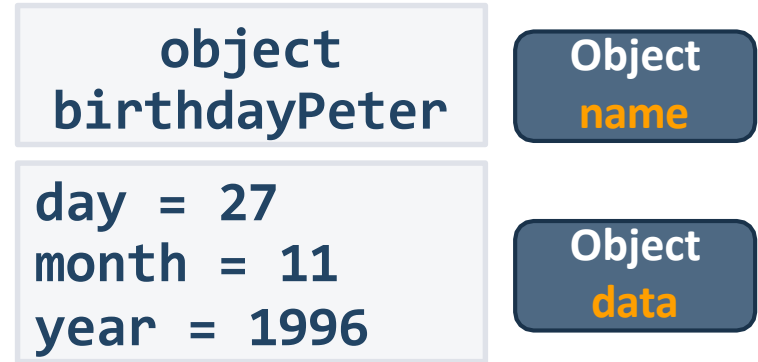 object
birthdayPeter
Object
name
day = 27
month = 11
year = 1996
Object
data